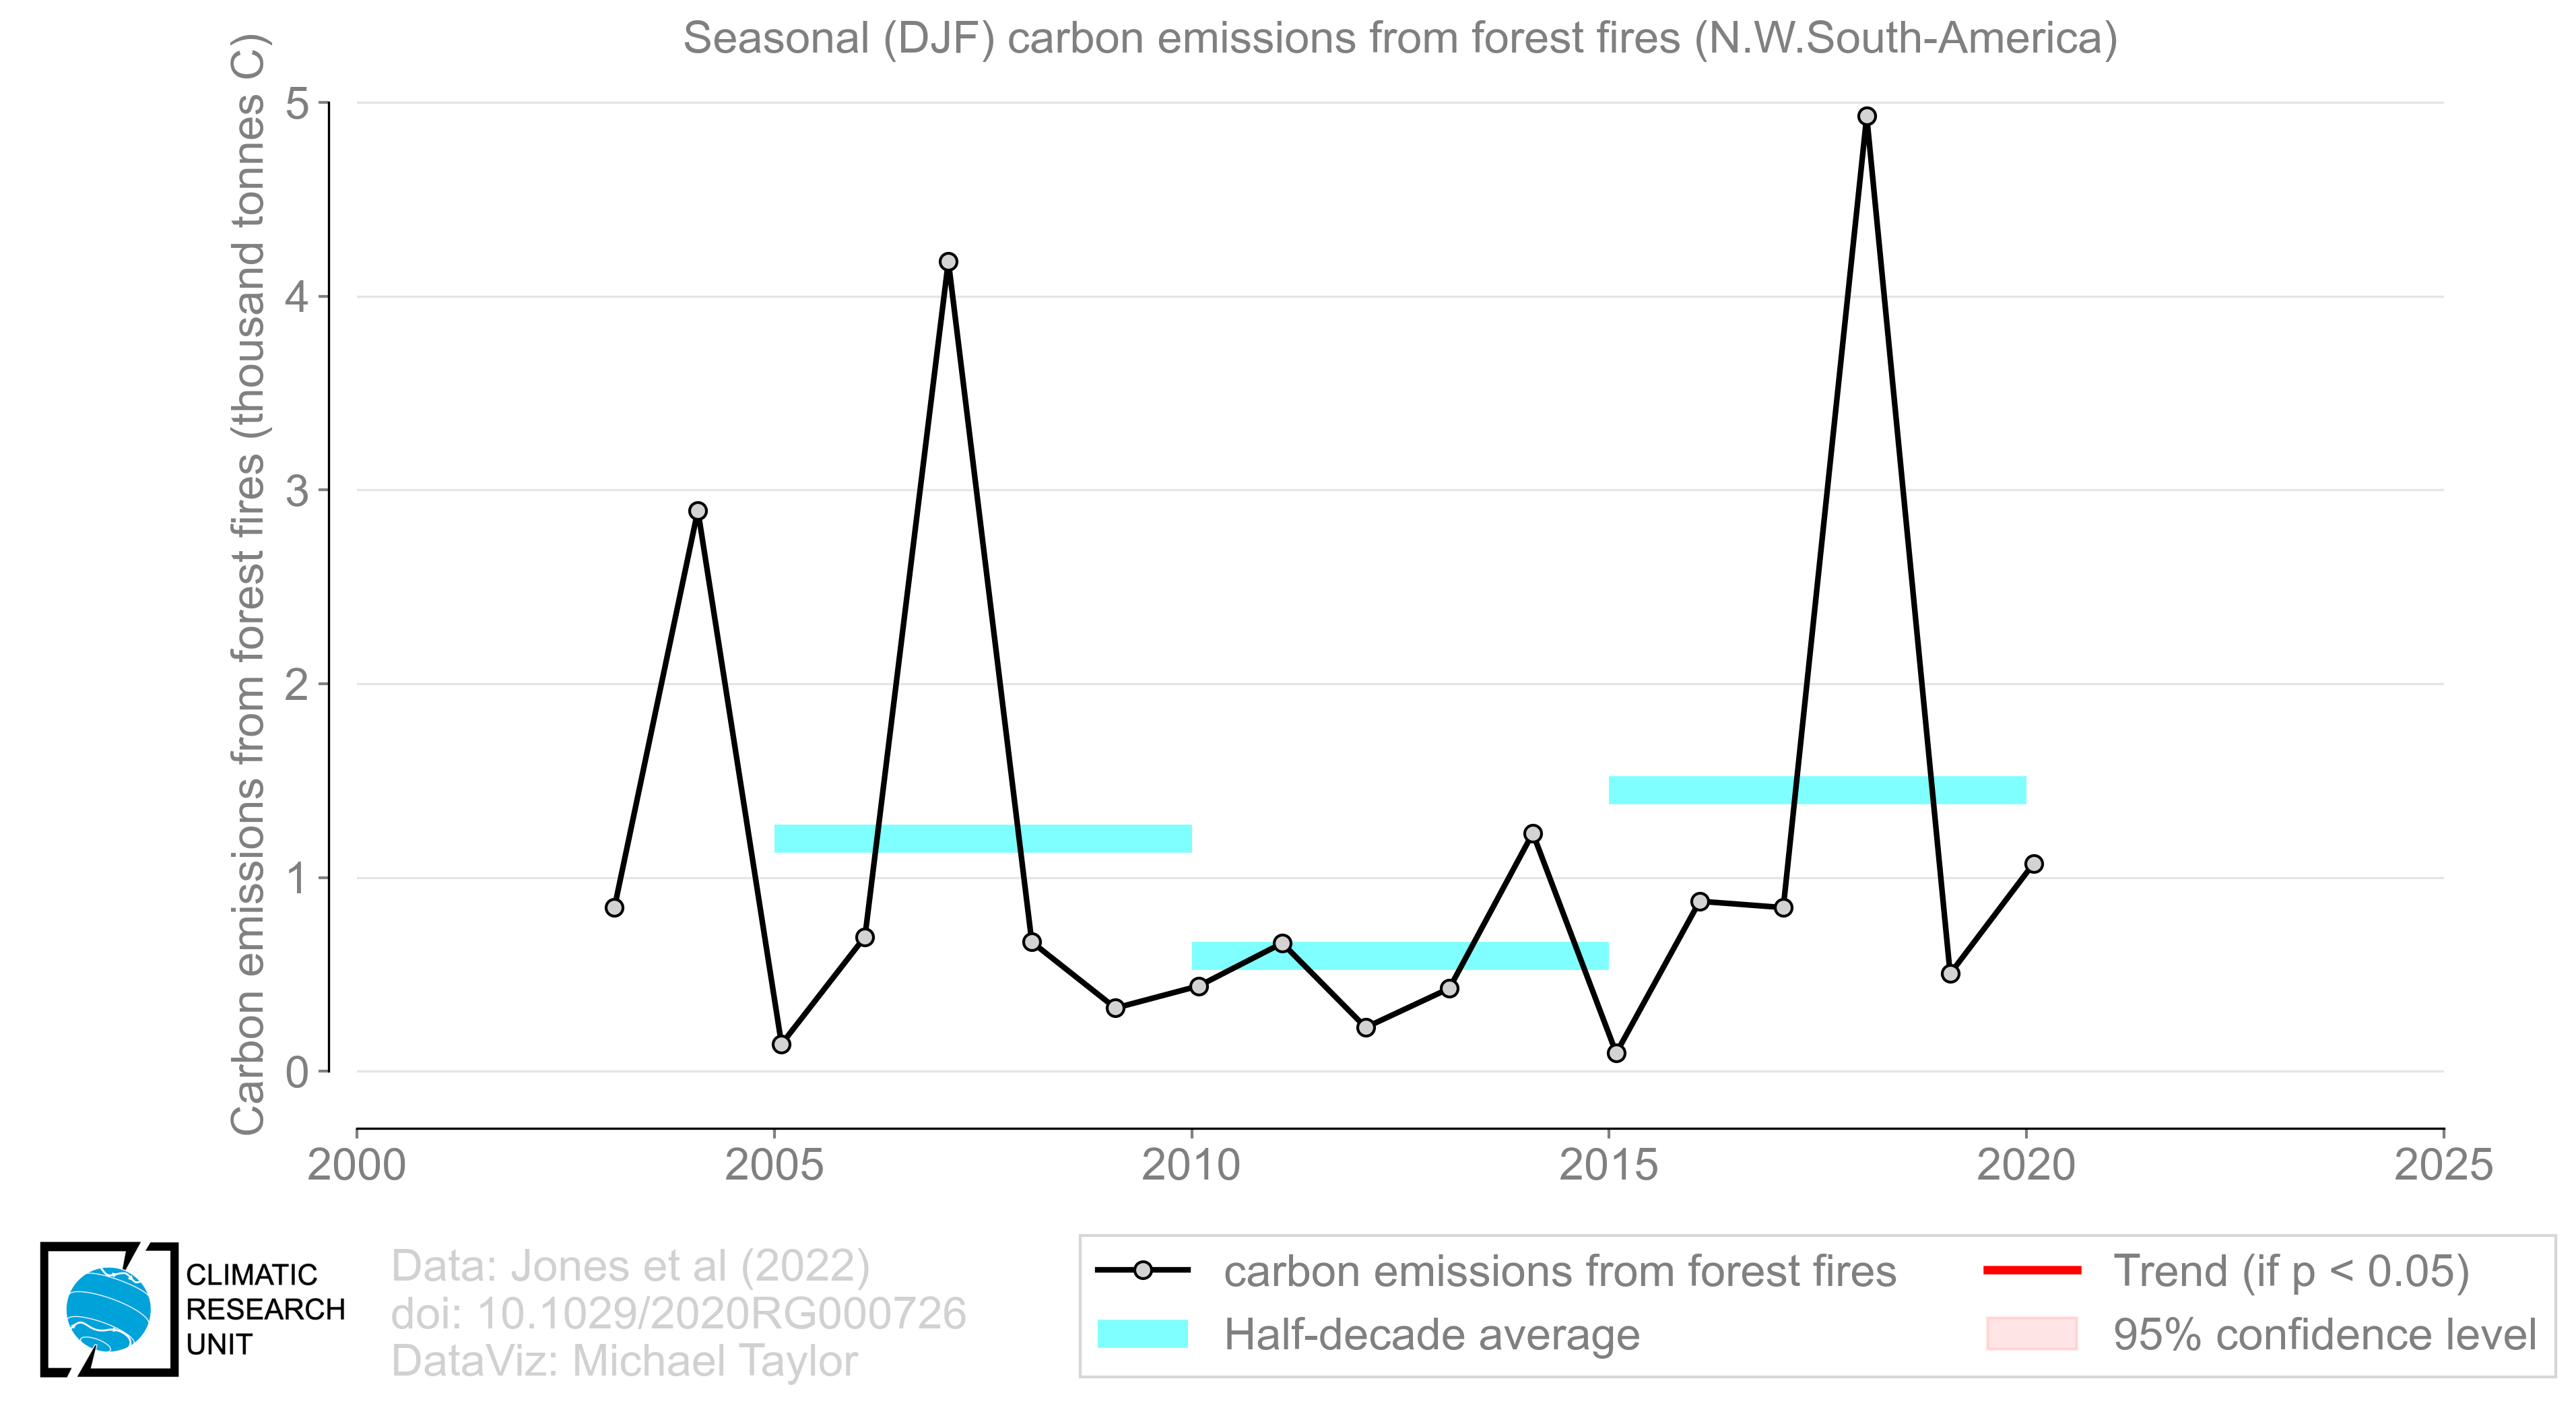 Seasonal (DJF) carbon emissions from forest fires (N.W.South-America)
Carbon emissions from forest fires (thousand tonnes C)
5
4
3
2
1
0
2000 2005 2010 2015 2020 2025
CLIMATIC
RESEARCH
UNIT
Data: Jones et al (2022)
doi: 10.1029/2020RG000726
DataViz: Michael Taylor
carbon emissions from forest fires
Half-decade average
Trend (if p < 0.05)
95% confidence level